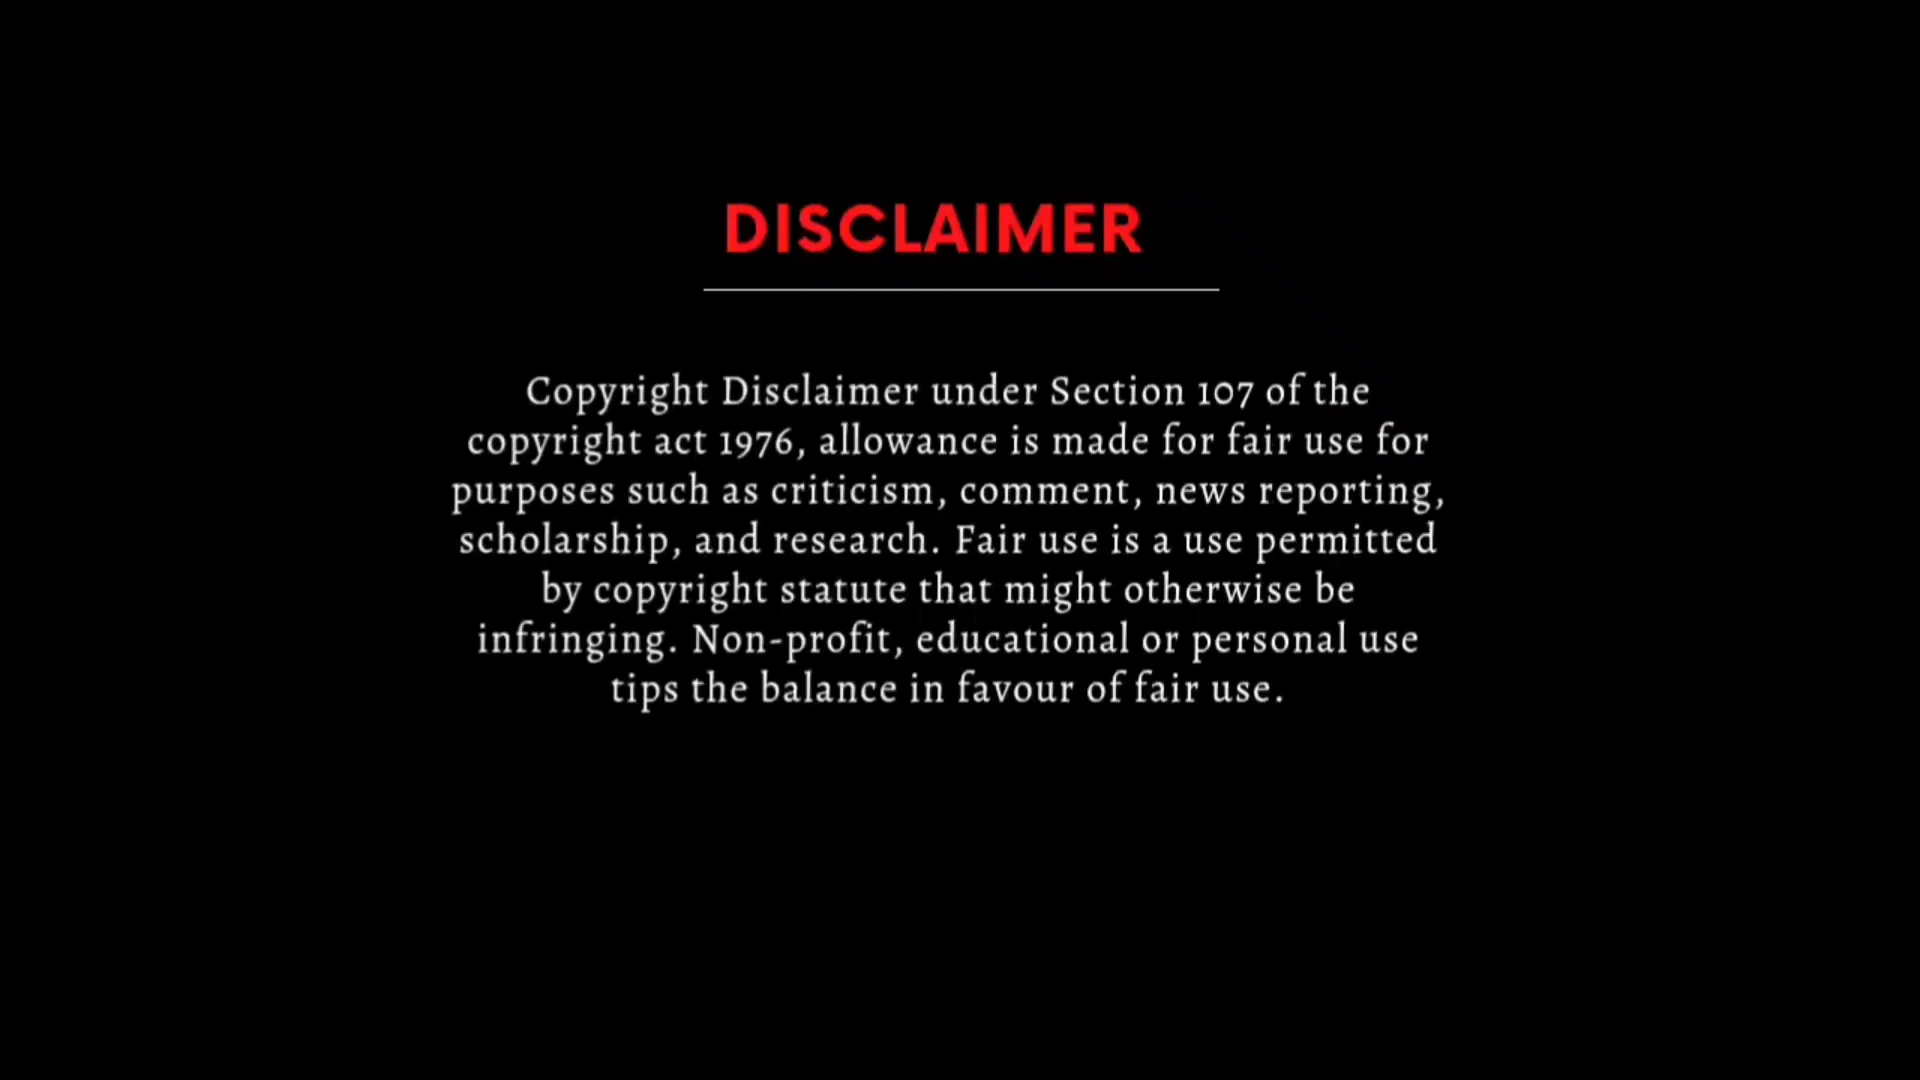 DISCLAIMER
Copyright Disclaimer under Section 107 of the
copyright act 1976, allowance is made for fair use for
purposes such as criticism, comment, news reporting,
scholarship, and research. Fair use is a use permitted
by copyright statute that might otherwise be
infringing. Non-profit, educational or personal use
tips the balance in favour of fair use.